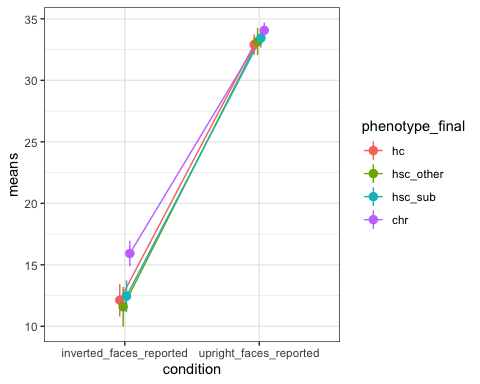 35
30
25
20
15
10
means
inverted_faces_reported upright_faces_reported
condition
phenotype_final
hc
hsc_other
hsc_sub
chr